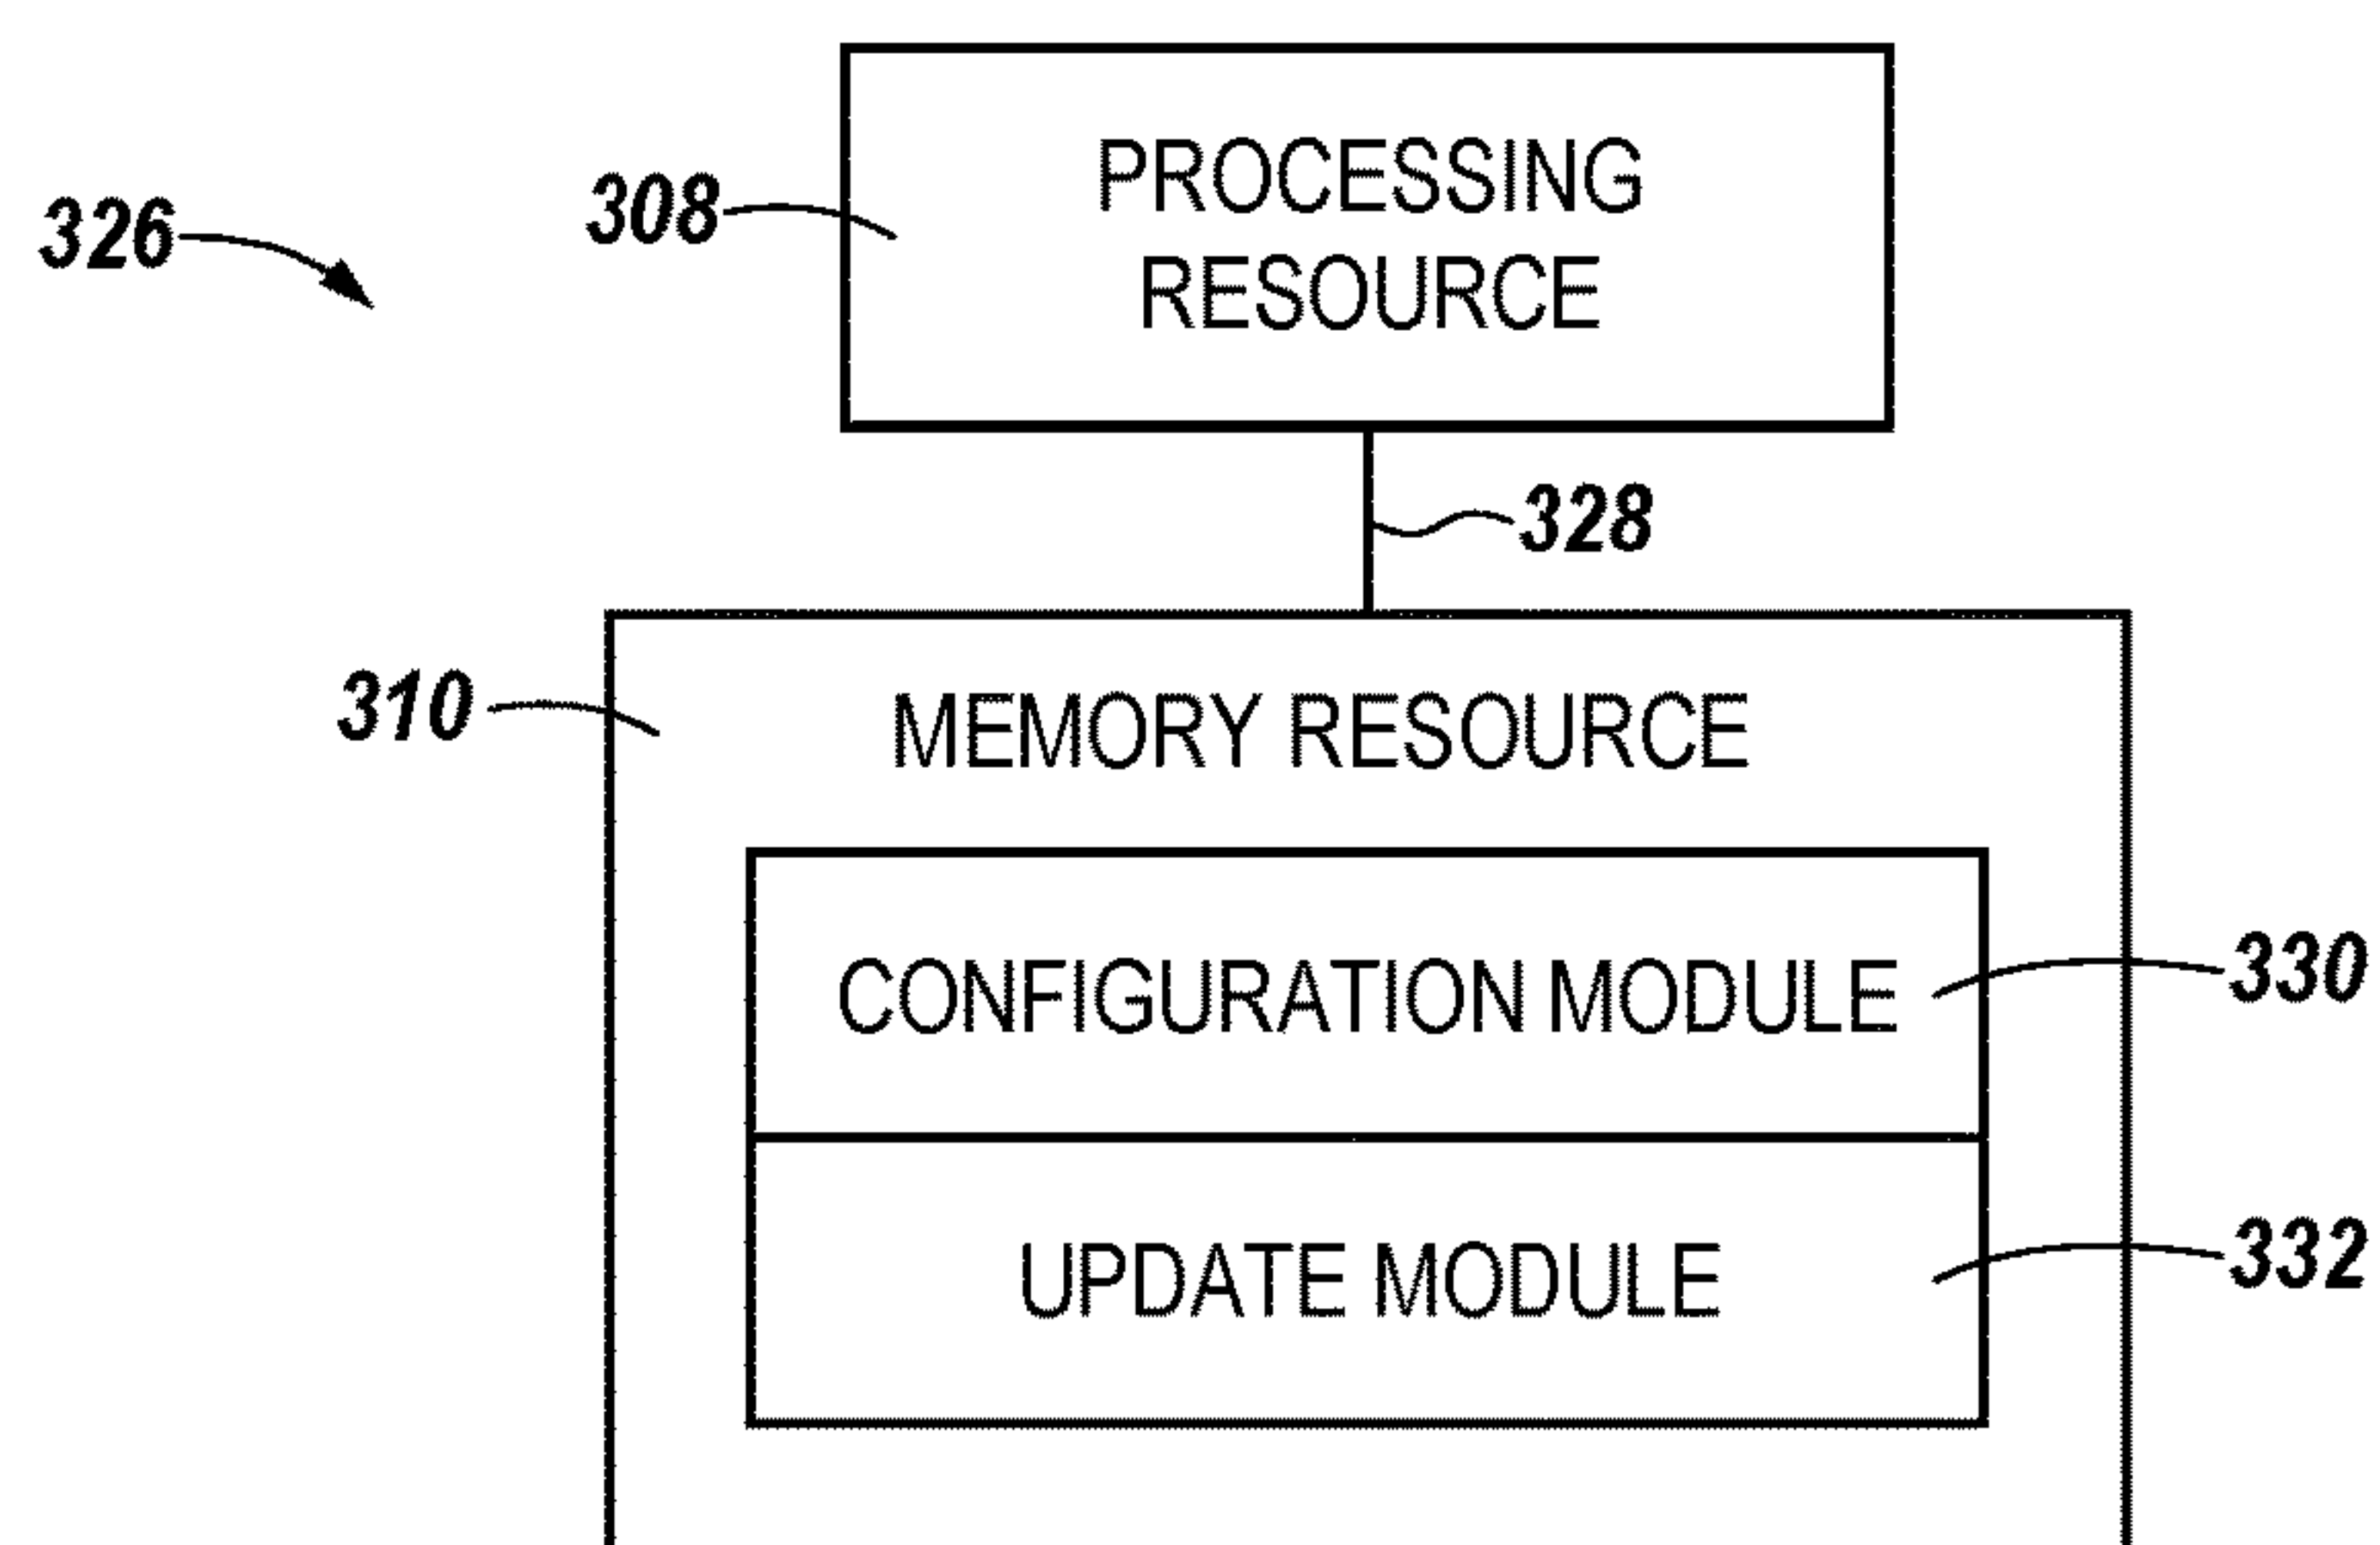 PROCESSING
RESOURCE
308
326
328
310
MEMORY RESOURCE
CONFIGURATION MODULE
330
UPDATE MODULE
332